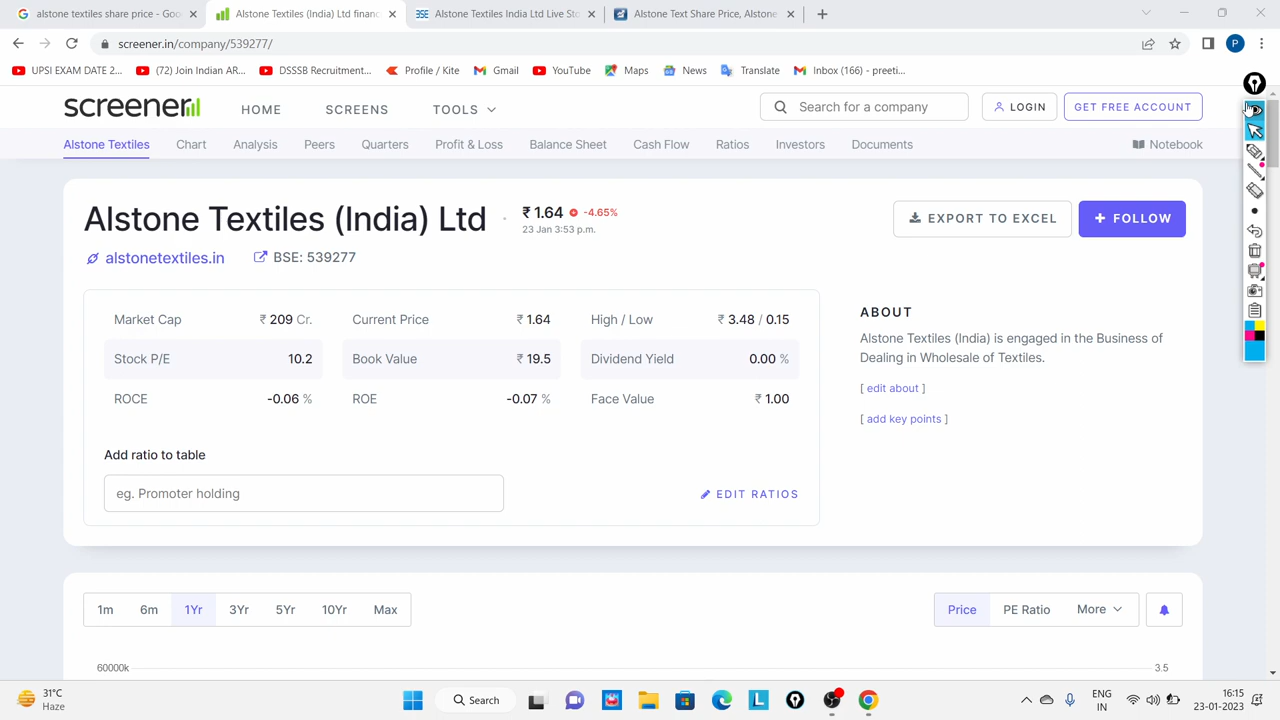 alstone textiles share price - Goo
Alstone Textiles (India) Ltd financ
BSE Alstone Textiles India Ltd Live Sto
Alstone Text Share Price, Alstone
screener.in/company/539277/
P
UPSI EXAM DATE 2...
(72) Join Indian AR...
DSSSB Recruitment...
Profile / Kite
Gmail
YouTube
Maps
News
Translate
Inbox (166) - preeti...
screener
HOME
SCREENS
TOOLS
Search for a company
LOGIN
GET FREE ACCOUNT
Alstone Textiles
Chart
Analysis
Peers
Quarters
Profit & Loss
Balance Sheet
Cash Flow
Ratios
Investors
Documents
Notebook
Alstone Textiles (India) Ltd
₹ 1.64 -4.65%
23 Jan 3:53 p.m.
EXPORT TO EXCEL
FOLLOW
alstonetextiles.in
BSE: 539277
Market Cap ₹ 209 Cr.
Current Price ₹ 1.64
High / Low ₹ 3.48 / 0.15
Stock P/E 10.2
Book Value ₹ 19.5
Dividend Yield 0.00 %
ROCE -0.06 %
ROE -0.07 %
Face Value ₹ 1.00
Add ratio to table
eg. Promoter holding
EDIT RATIOS
ABOUT
Alstone Textiles (India) is engaged in the Business of
Dealing in Wholesale of Textiles.
[ edit about ]
[ add key points ]
1m 6m 1Yr 3Yr 5Yr 10Yr Max
Price PE Ratio More
60000k
3.5
31°C
Haze
Search
L
ENG
IN
16:15
23-01-2023